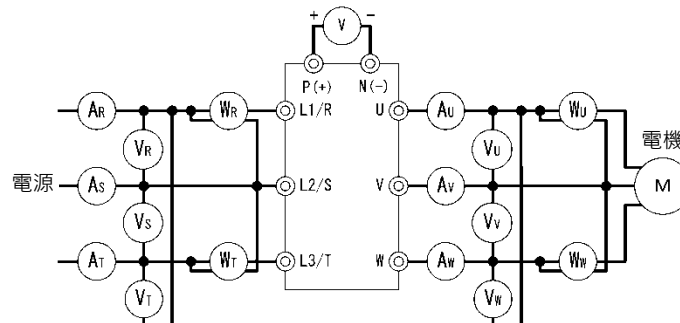 + V −
P(+) N(−)
AR WR L1/R U AU WU
VR VU 電機
電源 AS L2/S V AV M
VS VV
AT WT L3/T W AW WW
VT VW